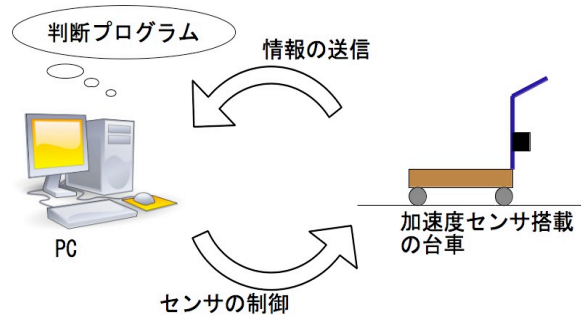 判断プログラム
情報の送信
PC
加速度センサ搭載
の台車
センサの制御